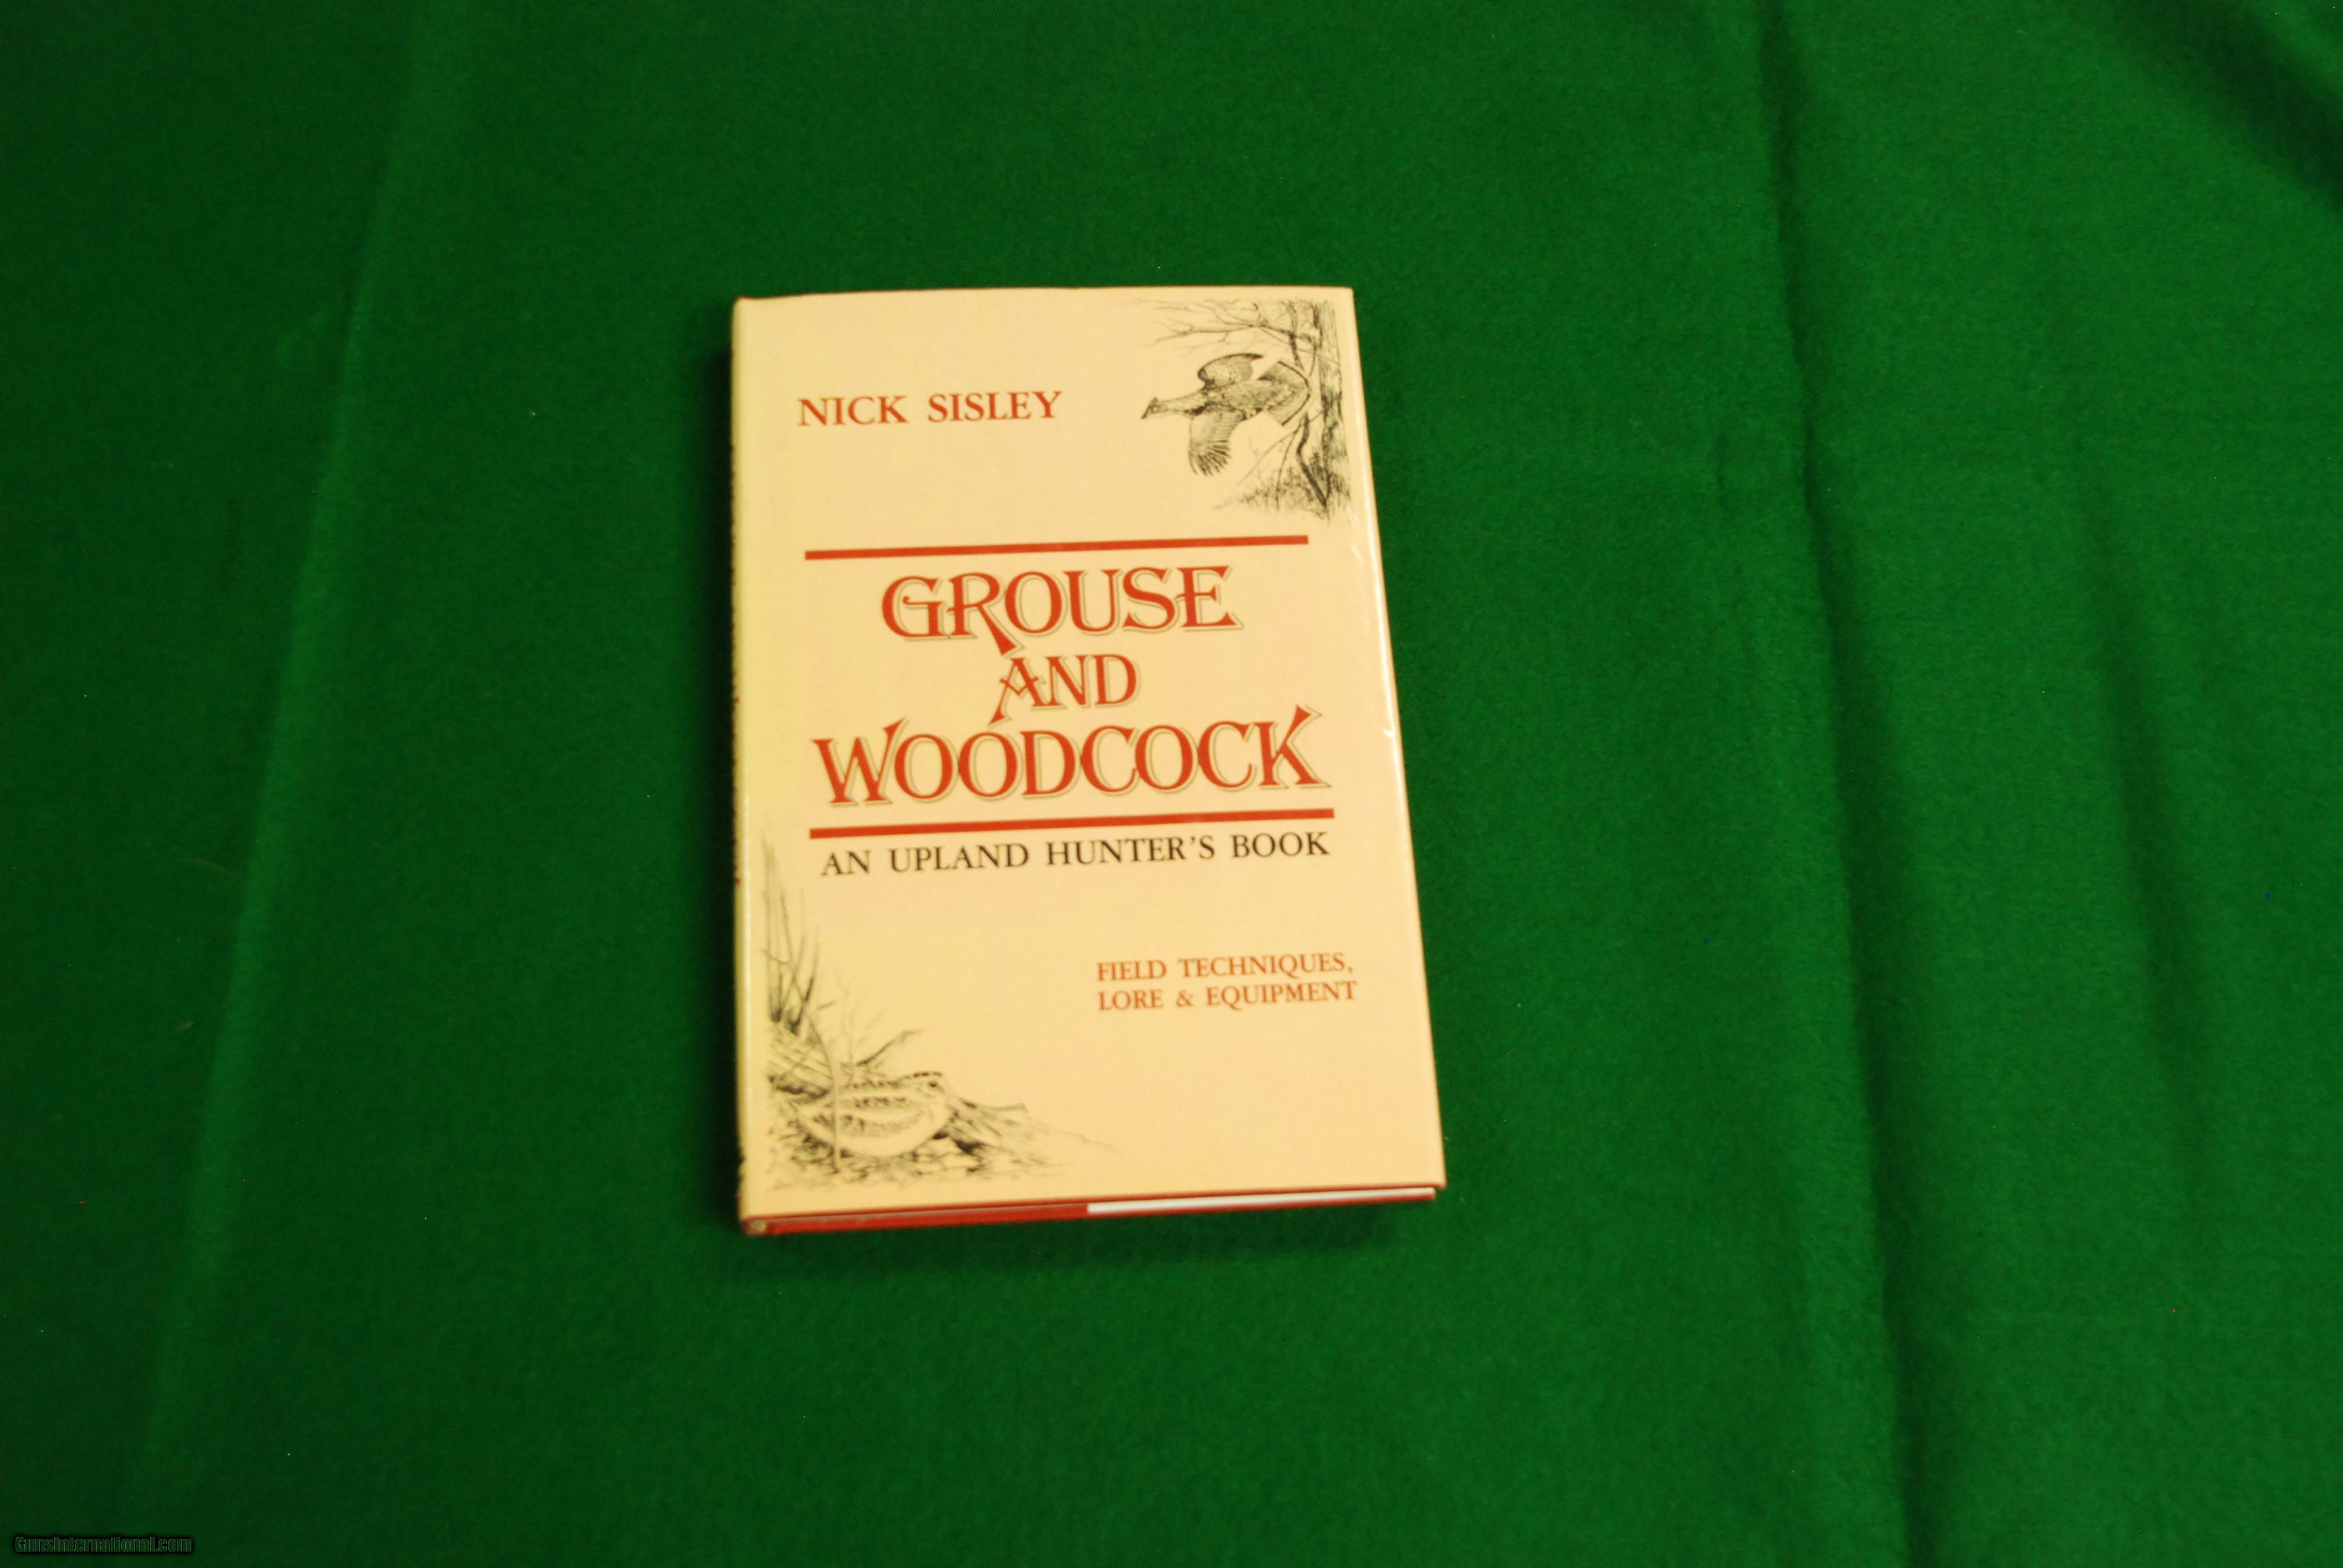 NICK SISLEY
GROUSE
AND
WOODCOCK
AN UPLAND HUNTER'S BOOK
FIELD TECHNIQUES,
LORE & EQUIPMENT
GunsInternational.com